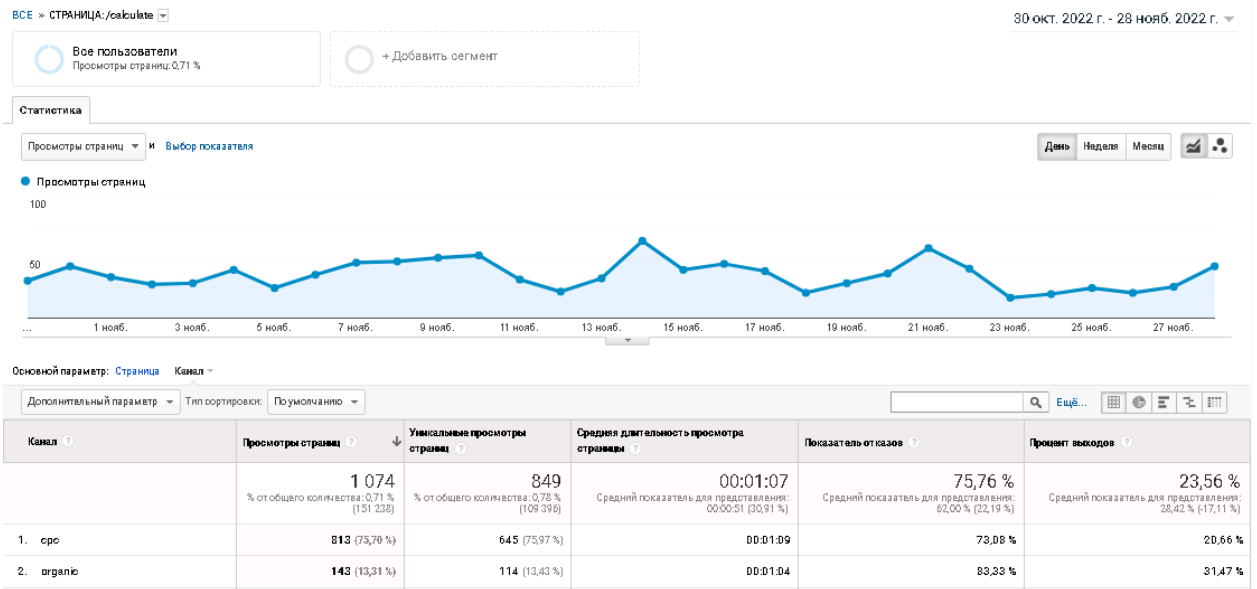 ВСЕ » СТРАНИЦА: /calculate
30 окт. 2022 г. - 28 нояб. 2022 г.
Все пользователи
Просмотры страниц: 0,71 %
+ Добавить сегмент
Статистика
Просмотры страниц и Выбор показателя
День Неделя Месяц
Просмотры страниц
100
50
... 1 нояб. 3 нояб. 5 нояб. 7 нояб. 9 нояб. 11 нояб. 13 нояб. 15 нояб. 17 нояб. 19 нояб. 21 нояб. 23 нояб. 25 нояб. 27 нояб.
Основной параметр: Страница Канал
Дополнительный параметр Тип сортировки: По умолчанию Ещё...
Канал ? Просмотры страниц ? Уникальные просмотры страниц ? Средняя длительность просмотра страницы ? Показатель отказов ? Процент выходов ?
1 074 849 00:01:07 75,76 % 23,56 %
% от общего количества: 0,71 % (151 238) % от общего количества: 0,78 % (109 396) Средний показатель для представления: 00:00:51 (30,91 %) Средний показатель для представления: 62,00 % (22,19 %) Средний показатель для представления: 28,42 % (-17,11 %)
1. cpc 813 (75,70 %) 645 (75,97 %) 00:01:09 73,08 % 20,66 %
2. organic 143 (13,31 %) 114 (13,43 %) 00:01:04 83,33 % 31,47 %